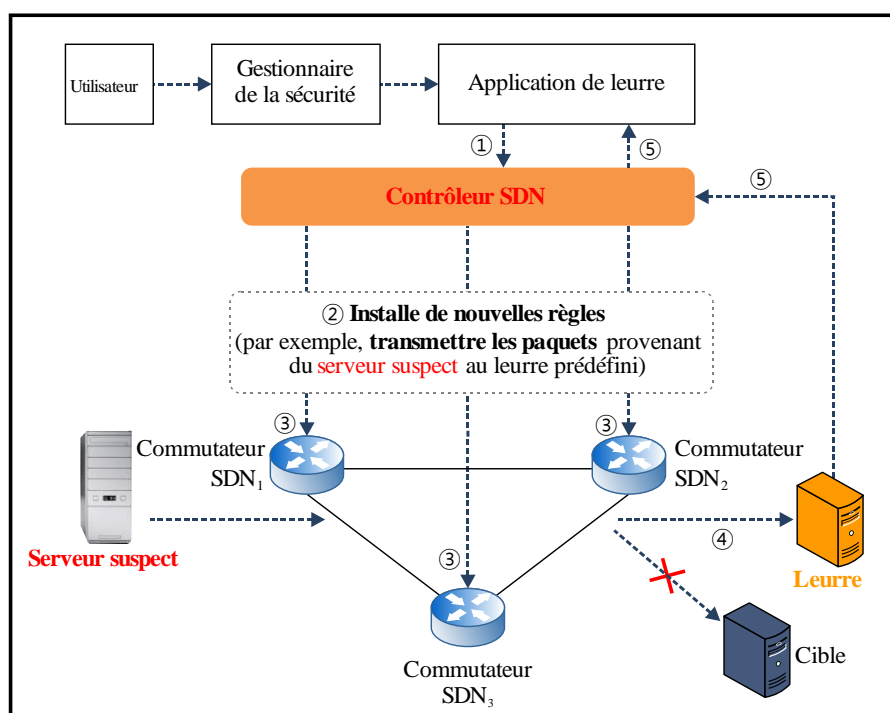 Utilisateur
Gestionnaire
de la sécurité
Application de leurre
①
⑤
⑤
Contrôleur SDN
② Installe de nouvelles règles
(par exemple, transmettre les paquets provenant
du serveur suspect au leurre prédéfini)
③
③
Commutateur
SDN₁
Commutateur
SDN₂
Serveur suspect
③
④
Leurre
Cible
Commutateur
SDN₃